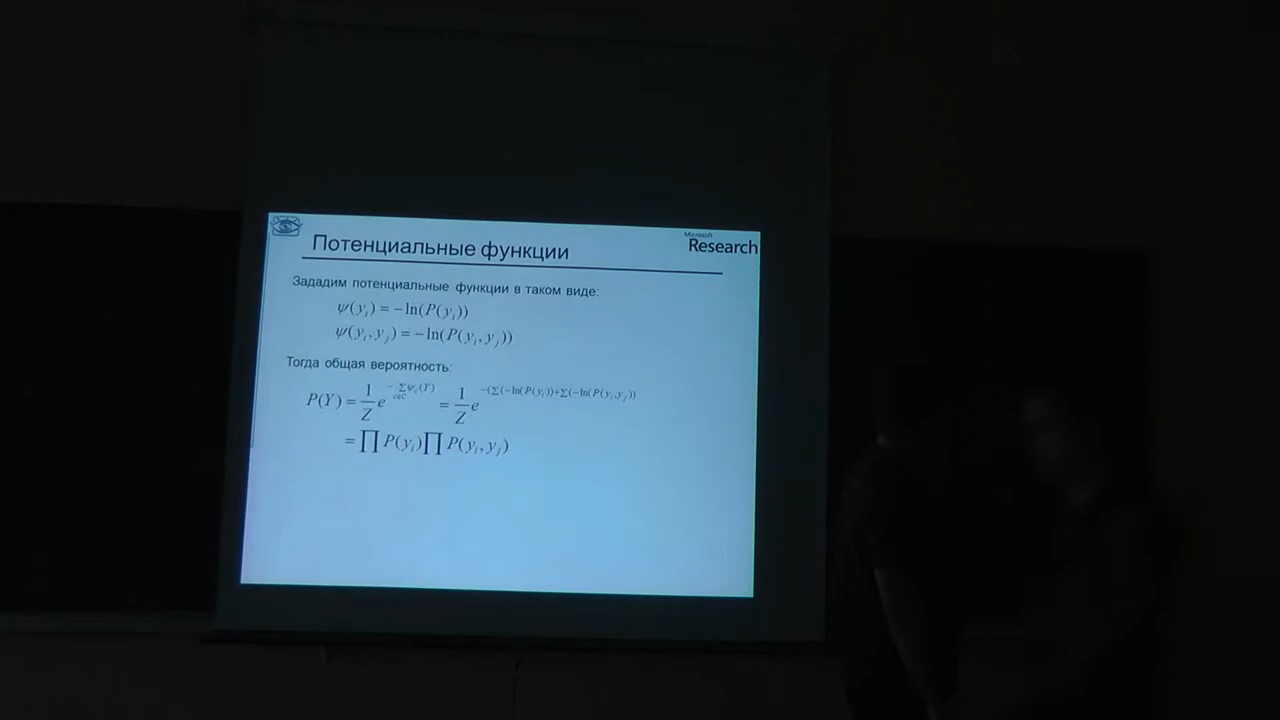 Потенциальные функции
Microsoft
Research
Зададим потенциальные функции в таком виде:
ψ(y_i) = −ln(P(y_i))
ψ(y_i, y_j) = −ln(P(y_i, y_j))
Тогда общая вероятность:
P(Y) = 1/Z e^{−∑_{c∈C} ψ_c(Y)} = 1/Z e^{−(∑(−ln(P(y_i))+∑(−ln(P(y_i,y_j))}
= ∏ P(y_i) ∏ P(y_i, y_j)